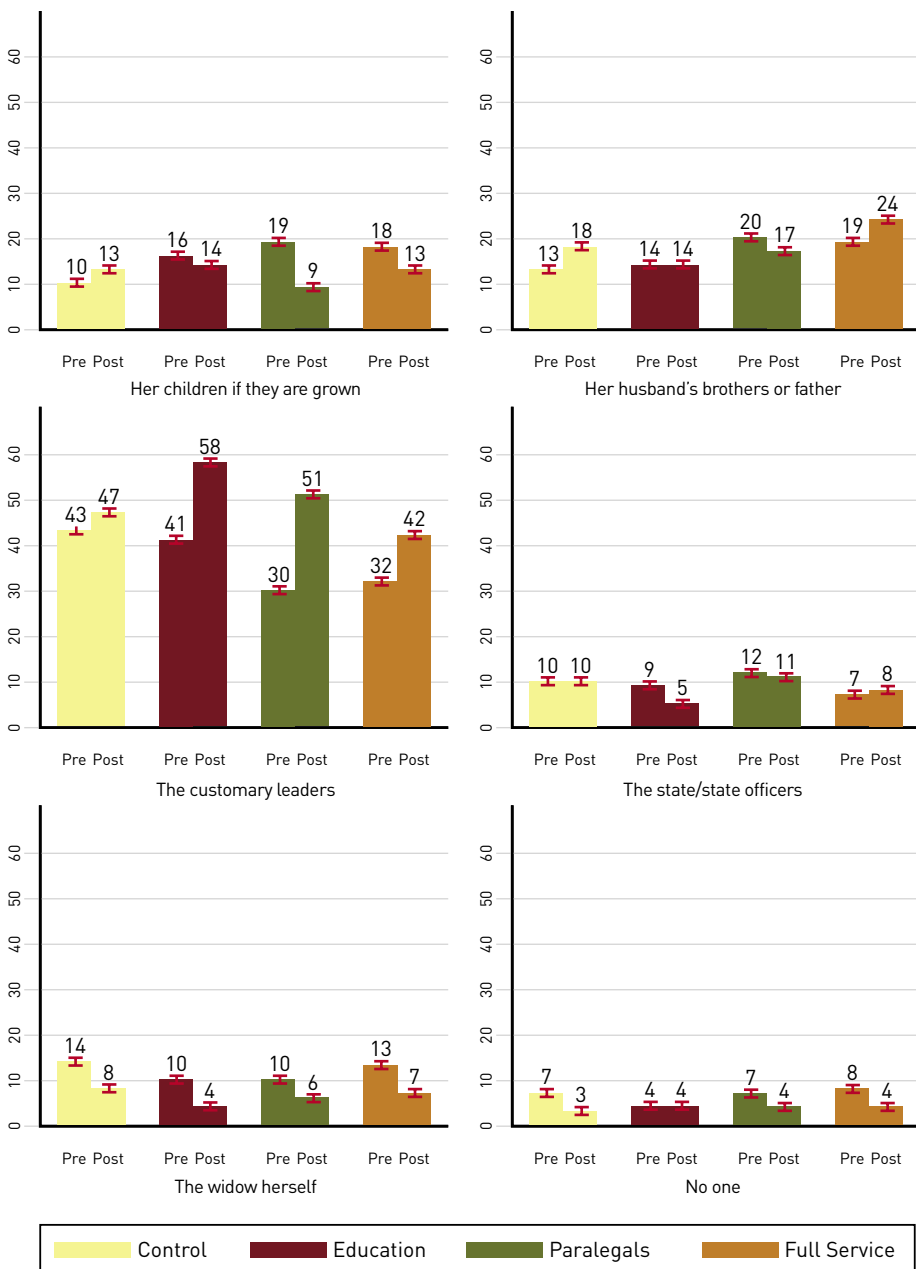 60
50
40
30
20
10
0
10 13 16 14 19 9 18 13
Pre Post Pre Post Pre Post Pre Post
Her children if they are grown
60
50
40
30
20
10
0
13 18 14 14 20 17 19 24
Pre Post Pre Post Pre Post Pre Post
Her husband's brothers or father
60
50
40
30
20
10
0
43 47 41 58 30 51 32 42
Pre Post Pre Post Pre Post Pre Post
The customary leaders
60
50
40
30
20
10
0
10 10 9 5 12 11 7 8
Pre Post Pre Post Pre Post Pre Post
The state/state officers
60
50
40
30
20
10
0
14 8 10 4 10 6 13 7
Pre Post Pre Post Pre Post Pre Post
The widow herself
60
50
40
30
20
10
0
7 3 4 4 7 4 8 4
Pre Post Pre Post Pre Post Pre Post
No one
Control Education Paralegals Full Service